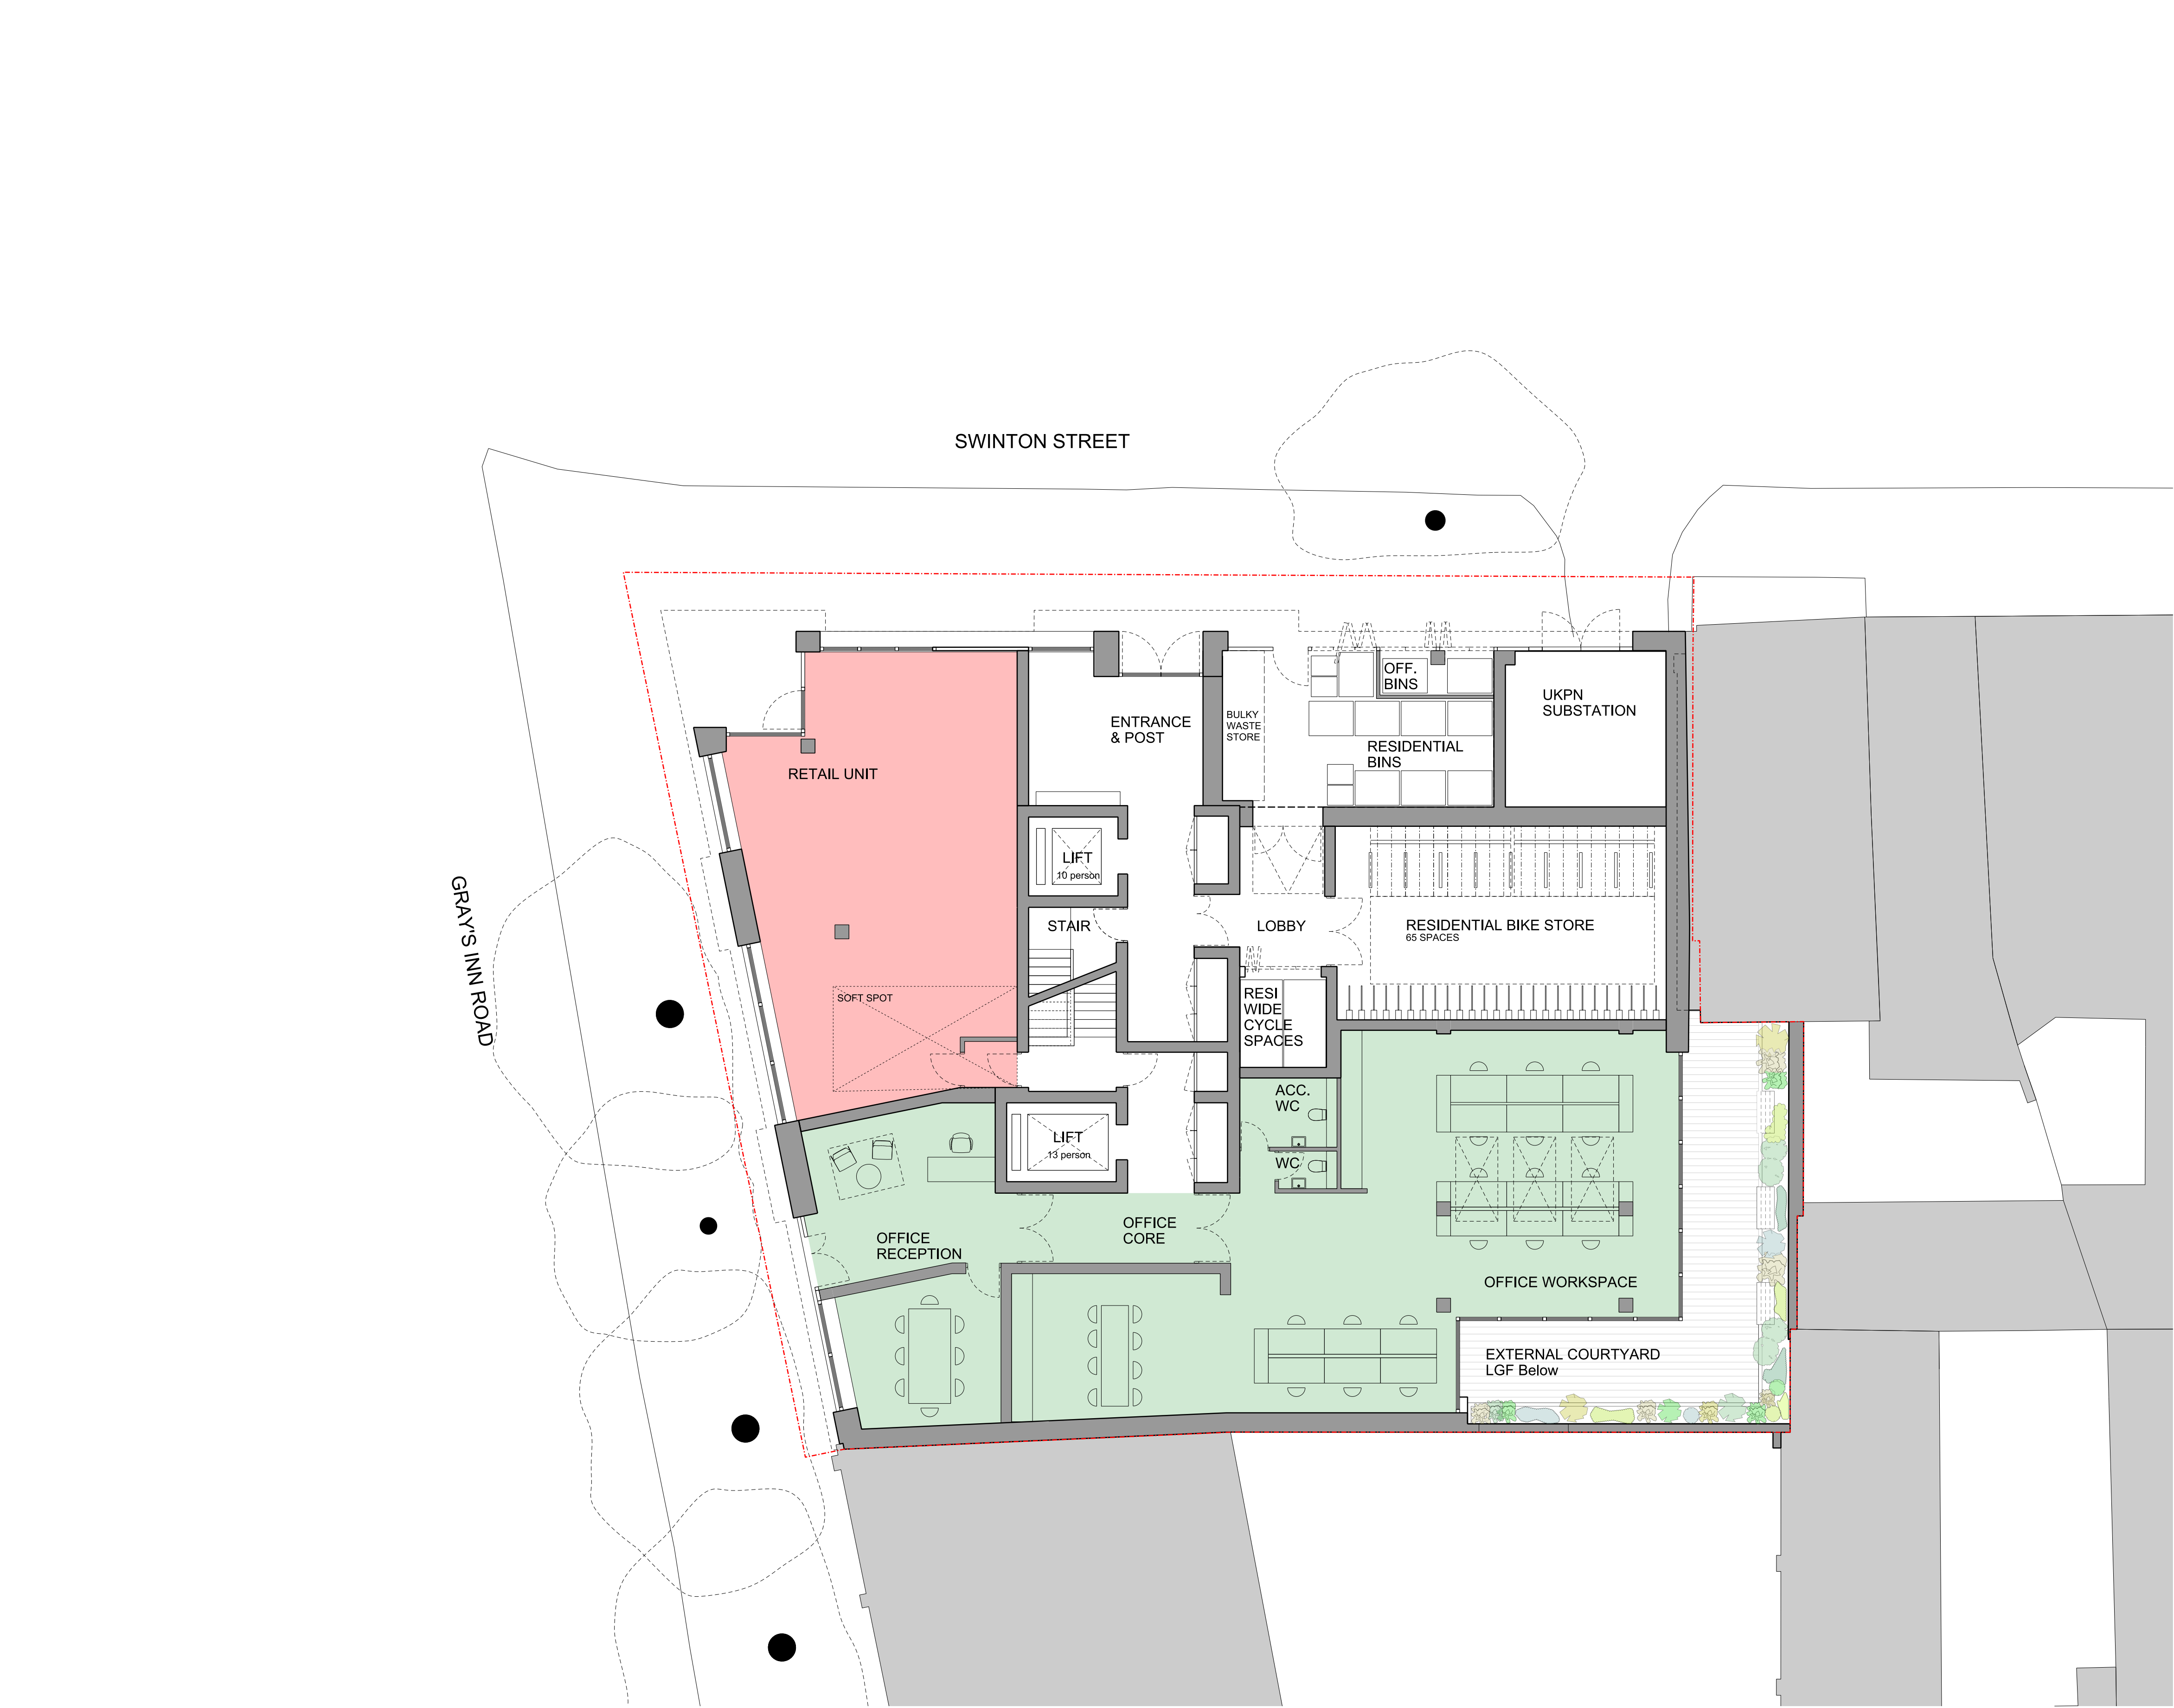 SWINTON STREET
GRAY'S INN ROAD
OFF.
BINS
UKPN
SUBSTATION
BULKY
WASTE
STORE
ENTRANCE
& POST
RESIDENTIAL
BINS
RETAIL UNIT
LIFT
10 person
STAIR
LOBBY
RESIDENTIAL BIKE STORE
65 SPACES
SOFT SPOT
RESI
WIDE
CYCLE
SPACES
ACC.
WC
LIFT
13 person
WC
OFFICE
RECEPTION
OFFICE
CORE
OFFICE WORKSPACE
EXTERNAL COURTYARD
LGF Below